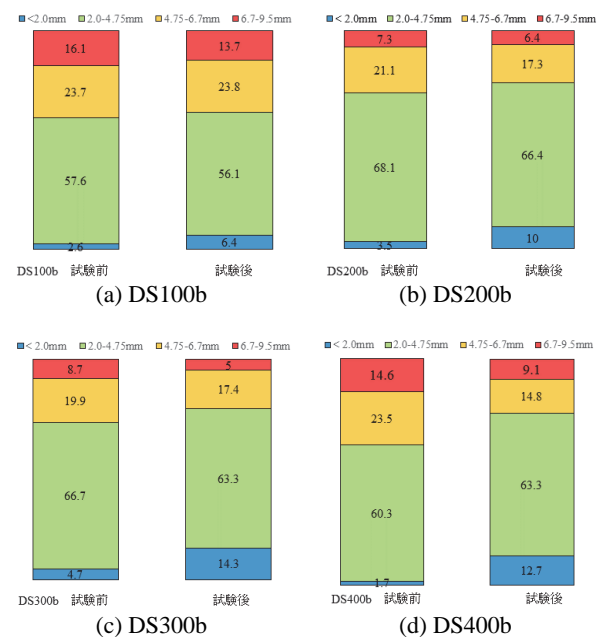 <2.0mm 2.0-4.75mm 4.75-6.7mm 6.7-9.5mm
16.1 13.7
23.7 23.8
57.6 56.1
2.6 6.4
DS100b 試験前 試験後
(a) DS100b
<2.0mm 2.0-4.75mm 4.75-6.7mm 6.7-9.5mm
7.3 6.4
21.1 17.3
68.1 66.4
3.5 10
DS200b 試験前 試験後
(b) DS200b
<2.0mm 2.0-4.75mm 4.75-6.7mm 6.7-9.5mm
8.7 5
19.9 17.4
66.7 63.3
4.7 14.3
DS300b 試験前 試験後
(c) DS300b
<2.0mm 2.0-4.75mm 4.75-6.7mm 6.7-9.5mm
14.6 9.1
23.5 14.8
60.3 63.3
1.7 12.7
DS400b 試験前 試験後
(d) DS400b